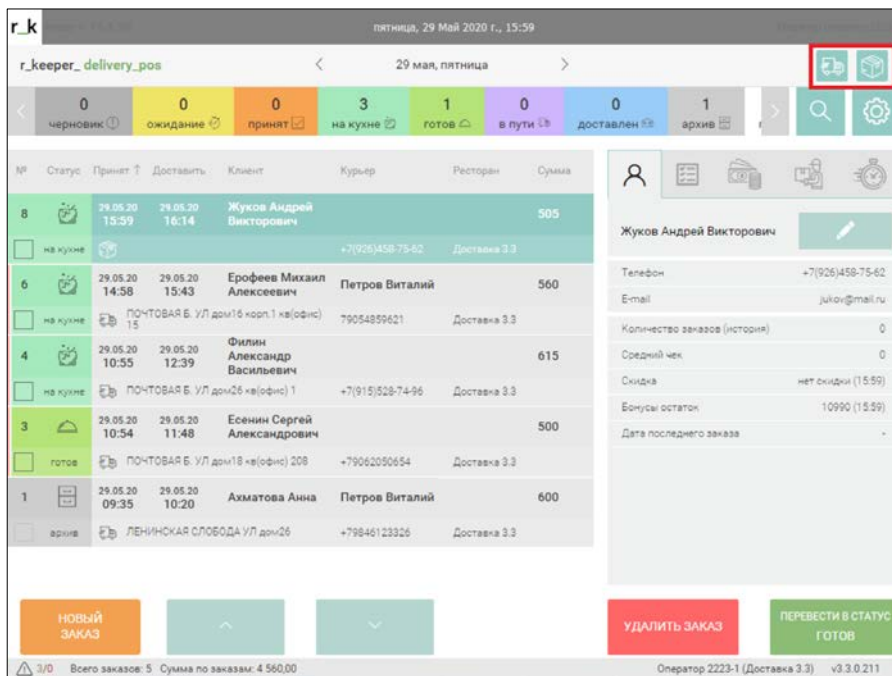 r_k
пятница, 29 Май 2020 г., 15:59
r_keeper_ delivery_pos
29 мая, пятница
0 0 0 3 1 0 0 1
черновик ожидание принят на кухне готов в пути доставлен архив
№ Статус Принят ↑ Доставить Клиент Курьер Ресторан Сумма
8 29.05.20 15:59 29.05.20 16:14 Жуков Андрей Викторович 505
на кухне +7(926)458-75-62 Доставка 3.3
6 29.05.20 14:58 29.05.20 15:43 Ерофеев Михаил Алексеевич Петров Виталий 560
на кухне ПОЧТОВАЯ Б. УЛ дом16 корп.1 кв(офис) 15 79054859621 Доставка 3.3
4 29.05.20 10:55 29.05.20 12:39 Филин Александр Васильевич 615
на кухне ПОЧТОВАЯ Б. УЛ дом26 кв(офис) 1 +7(915)528-74-96 Доставка 3.3
3 29.05.20 10:54 29.05.20 11:48 Есенин Сергей Александрович 500
готов ПОЧТОВАЯ Б. УЛ дом18 кв(офис) 208 +79062050654 Доставка 3.3
1 29.05.20 09:35 29.05.20 10:20 Ахматова Анна Петров Виталий 600
архив ЛЕНИНСКАЯ СЛОБОДА УЛ дом26 +79846123326 Доставка 3.3
Жуков Андрей Викторович
Телефон +7(926)458-75-62
E-mail jukov@mail.ru
Количество заказов (история) 0
Средний чек 0
Скидка нет скидки (15:59)
Бонусы остаток 10990 (15:59)
Дата последнего заказа -
НОВЫЙ
ЗАКАЗ
УДАЛИТЬ ЗАКАЗ
ПЕРЕВЕСТИ В СТАТУС
ГОТОВ
3/0 Всего заказов: 5 Сумма по заказам: 4 560,00 Оператор 2223-1 (Доставка 3.3) v3.3.0.211